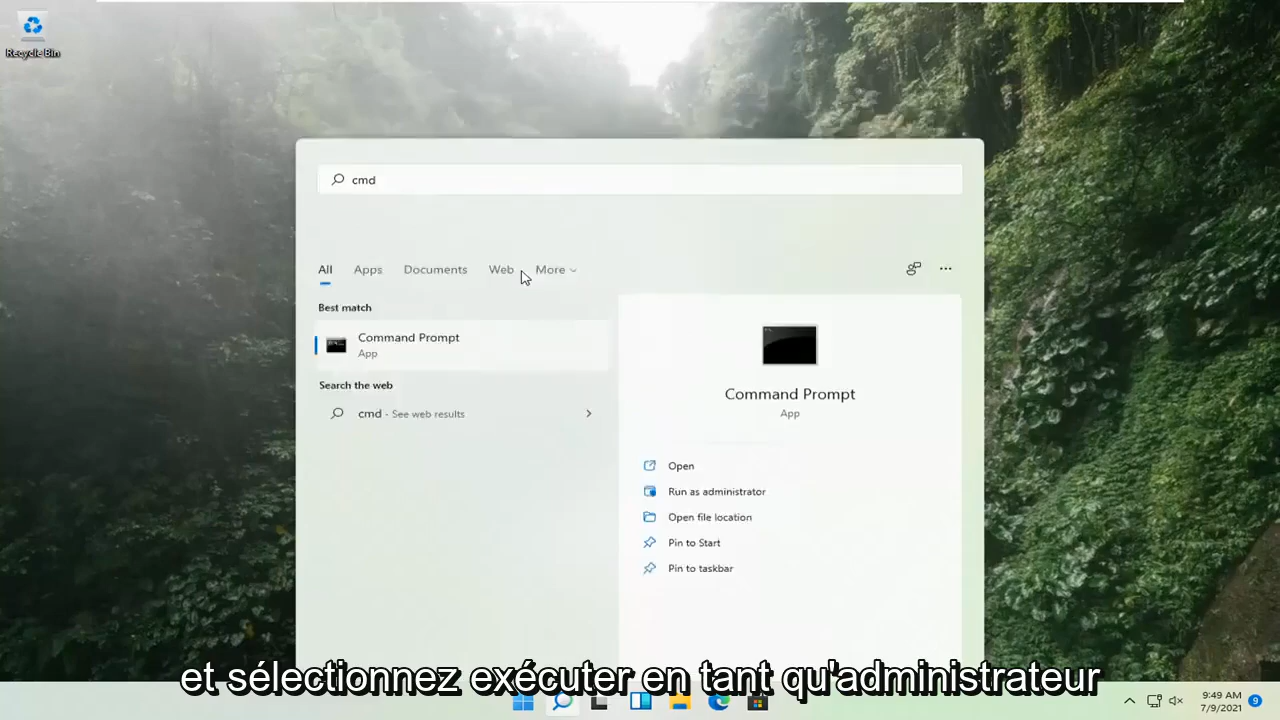 Recycle Bin
cmd
All Apps Documents Web More
Best match
Command Prompt
App
Search the web
cmd - See web results
Command Prompt
App
Open
Run as administrator
Open file location
Pin to Start
Pin to taskbar
et sélectionnez exécuter en tant qu'administrateur
9:49 AM
7/9/2021
9